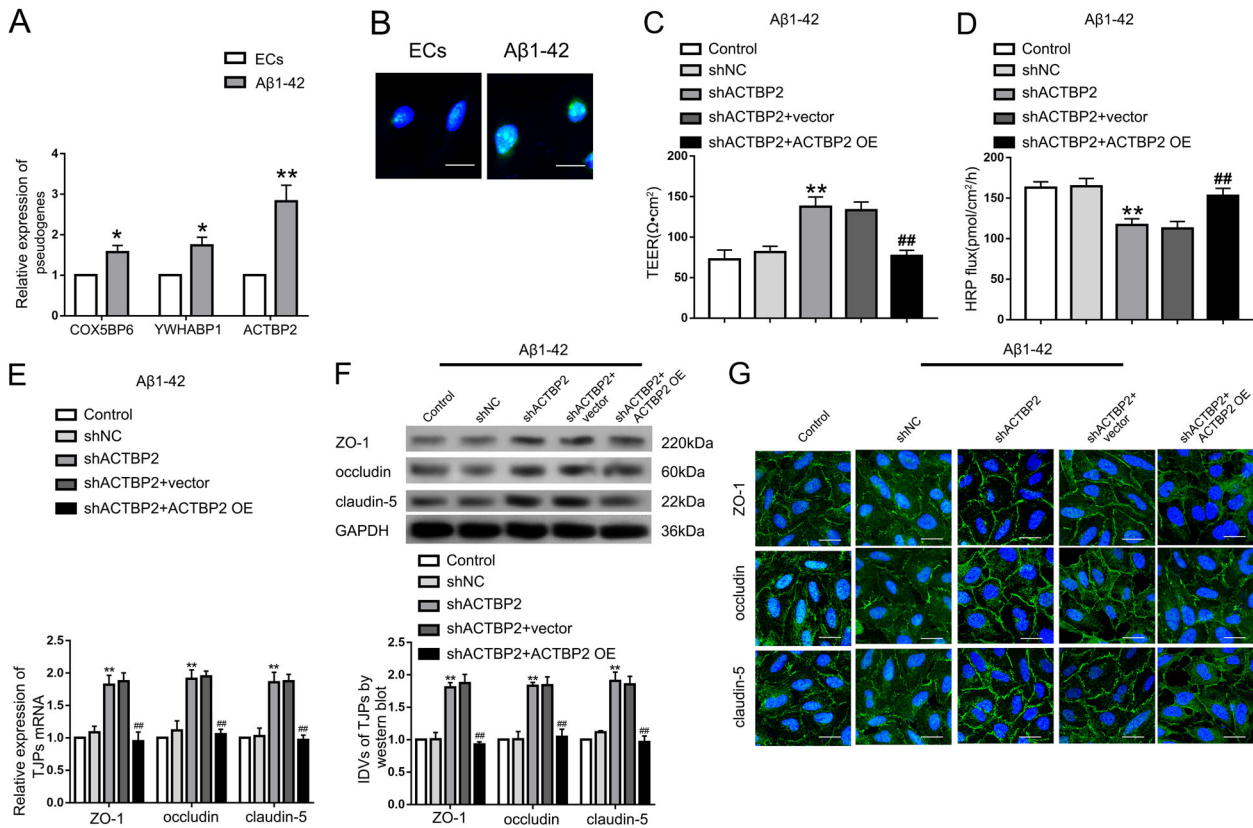 A
ECs
Aβ1-42
Relative expression of
pseudogenes
4
3
2
1
0
*
*
**
COX5BP6 YWHABP1 ACTBP2
B
ECs Aβ1-42
C
Aβ1-42
Control
shNC
shACTBP2
shACTBP2+vector
shACTBP2+ACTBP2 OE
TEER(Ω•cm²)
200
150
100
50
0
**
##
D
Aβ1-42
Control
shNC
shACTBP2
shACTBP2+vector
shACTBP2+ACTBP2 OE
HRP flux(pmol/cm²/h)
200
150
100
50
0
**
##
E
Aβ1-42
Control
shNC
shACTBP2
shACTBP2+vector
shACTBP2+ACTBP2 OE
Relative expression of
TJPs mRNA
2.5
2.0
1.5
1.0
0.5
0.0
**
##
**
##
**
##
ZO-1 occludin claudin-5
F
Aβ1-42
Control
shNC
shACTBP2
shACTBP2+
vector
shACTBP2+
ACTBP2 OE
ZO-1 220kDa
occludin 60kDa
claudin-5 22kDa
GAPDH 36kDa
Control
shNC
shACTBP2
shACTBP2+vector
shACTBP2+ACTBP2 OE
IDVs of TJPs by
western blot
2.5
2.0
1.5
1.0
0.5
0.0
**
##
**
##
**
##
ZO-1 occludin claudin-5
G
Aβ1-42
Control
shNC
shACTBP2
shACTBP2+
vector
shACTBP2+
ACTBP2 OE
ZO-1
occludin
claudin-5